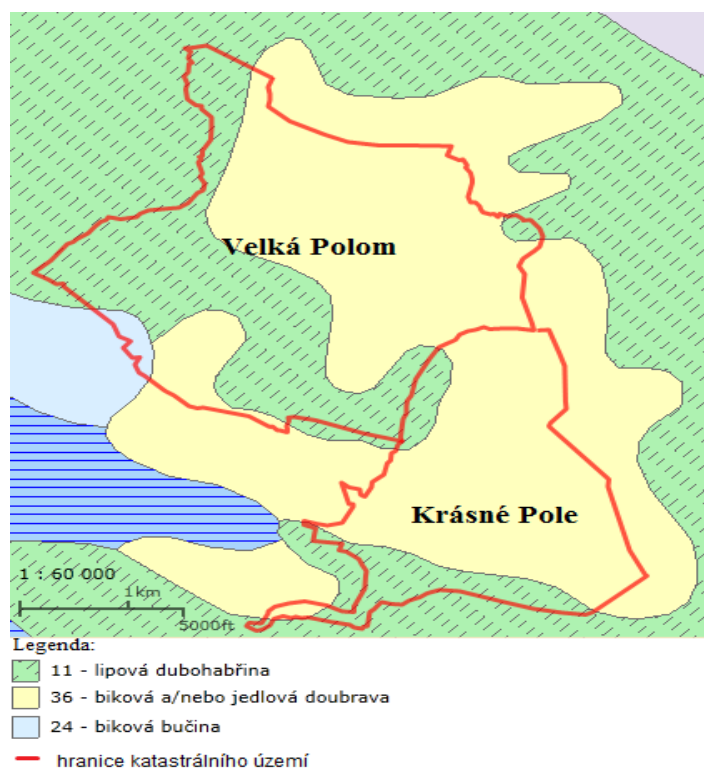 Velká Polom
Krásné Pole
1 : 60 000
1km
5000ft
Legenda:
11 - lipová dubohabřina
36 - biková a/nebo jedlová doubrava
24 - biková bučina
hranice katastrálního území